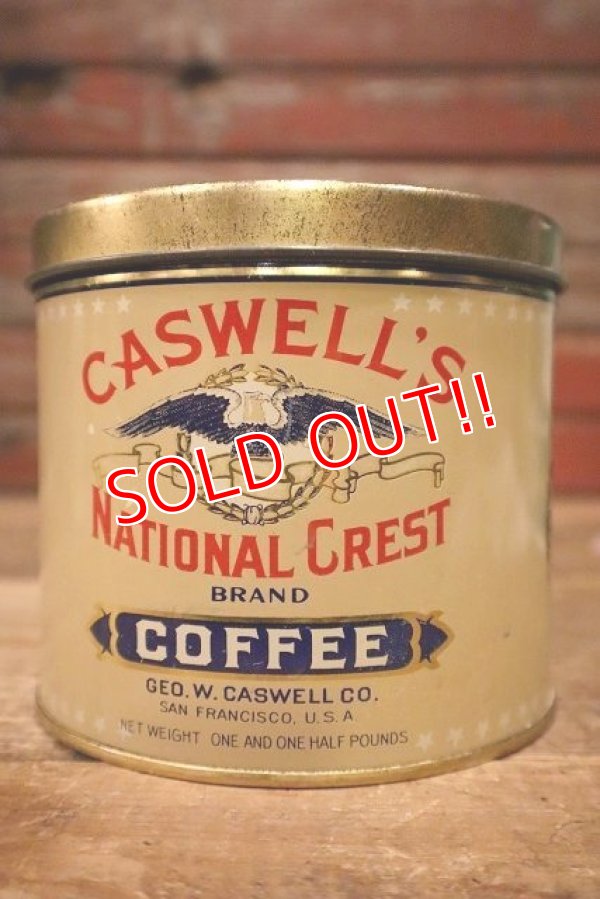 CASWELL'S
SOLD OUT!!
NATIONAL CREST
BRAND
COFFEE
GEO. W. CASWELL CO.
SAN FRANCISCO, U.S.A
NET WEIGHT ONE AND ONE HALF POUNDS